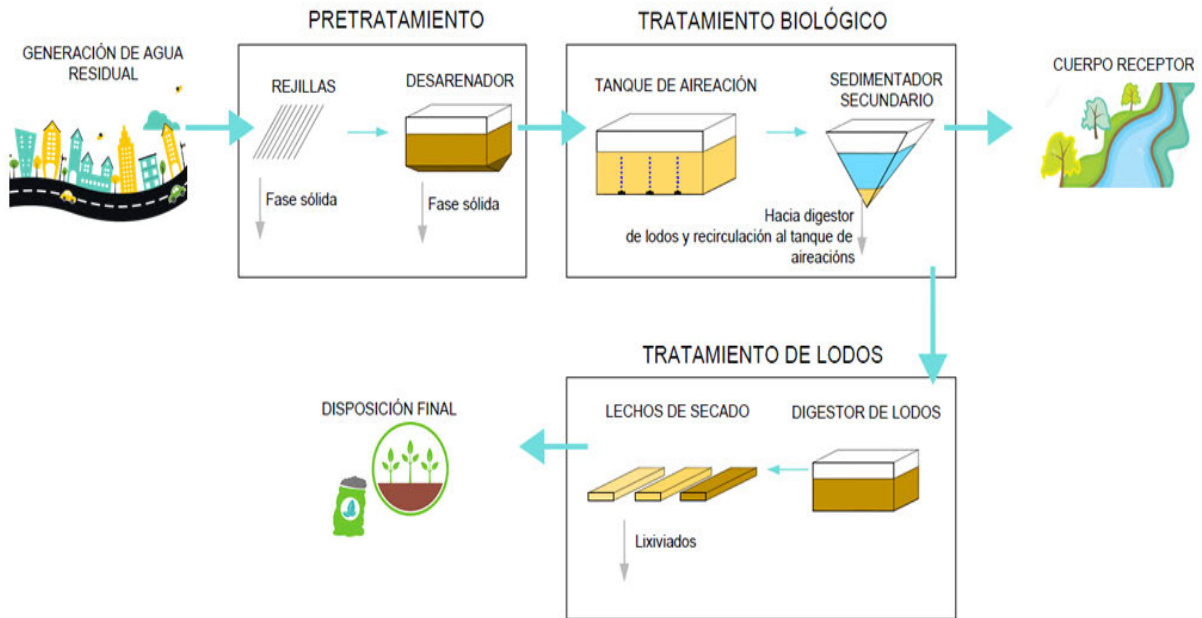 PRETRATAMIENTO
TRATAMIENTO BIOLÓGICO
GENERACIÓN DE AGUA
RESIDUAL
REJILLAS
DESARENADOR
TANQUE DE AIREACIÓN
SEDIMENTADOR
SECUNDARIO
CUERPO RECEPTOR
Fase sólida
Fase sólida
Hacia digestor
de lodos y recirculación al tanque de
aireacións
TRATAMIENTO DE LODOS
DISPOSICIÓN FINAL
LECHOS DE SECADO
DIGESTOR DE LODOS
Lixiviados